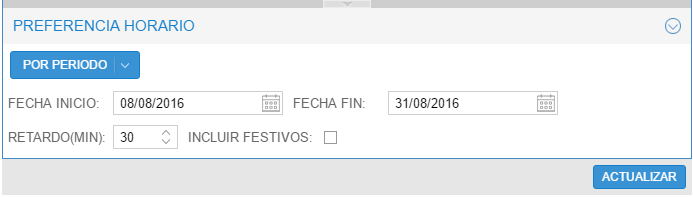 PREFERENCIA HORARIO
POR PERIODO
FECHA INICIO: 08/08/2016 FECHA FIN: 31/08/2016
RETARDO(MIN): 30 INCLUIR FESTIVOS:
ACTUALIZAR